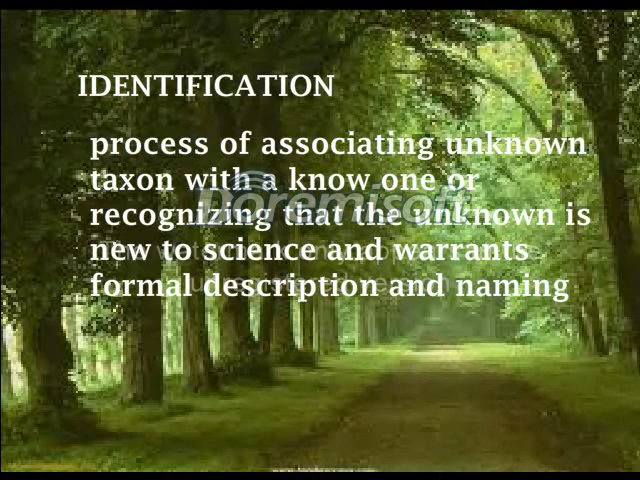 IDENTIFICATION
process of associating unknown
taxon with a know one or
recognizing that the unknown is
new to science and warrants
formal description and naming
Doremisoft